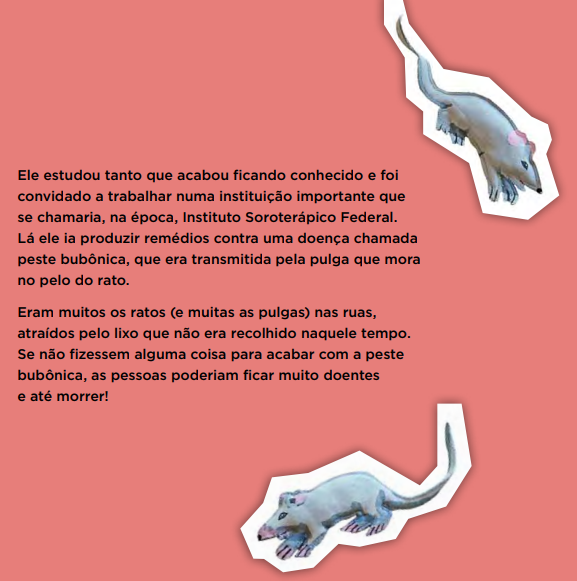 Ele estudou tanto que acabou ficando conhecido e foi
convidado a trabalhar numa instituição importante que
se chamaria, na época, Instituto Soroterápico Federal.
Lá ele ia produzir remédios contra uma doença chamada
peste bubônica, que era transmitida pela pulga que mora
no pelo do rato.
Eram muitos os ratos (e muitas as pulgas) nas ruas,
atraídos pelo lixo que não era recolhido naquele tempo.
Se não fizessem alguma coisa para acabar com a peste
bubônica, as pessoas poderiam ficar muito doentes
e até morrer!